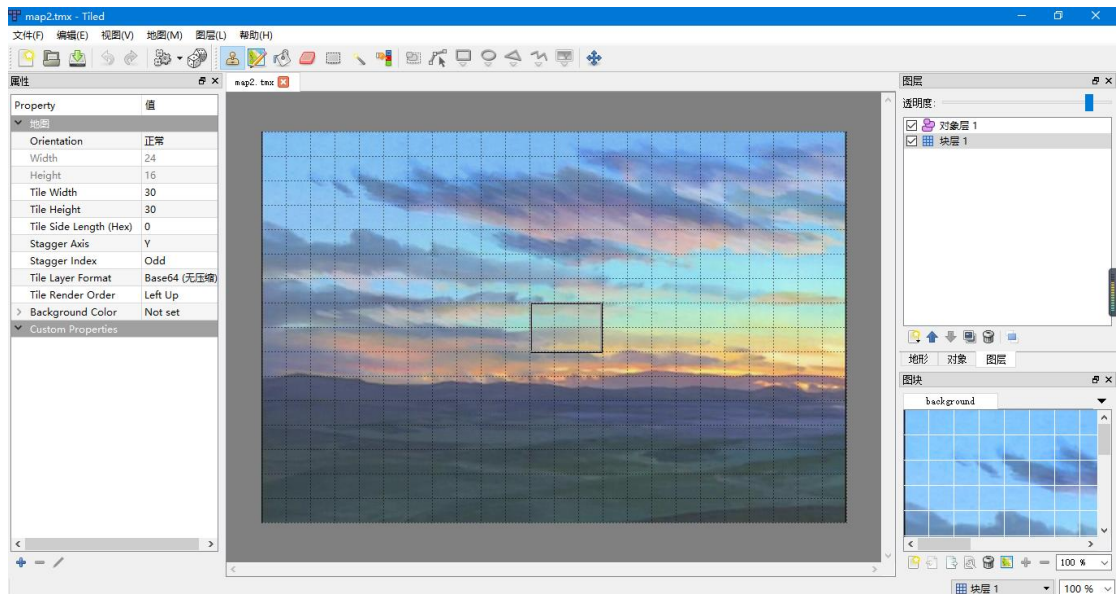 map2.tmx - Tiled
文件(F) 编辑(E) 视图(V) 地图(M) 图层(L) 帮助(H)
属性
map2.tmx
图层
Property 值
透明度:
地图
对象层 1
Orientation 正常
块层 1
Width 24
Height 16
Tile Width 30
Tile Height 30
Tile Side Length (Hex) 0
Stagger Axis Y
Stagger Index Odd
Tile Layer Format Base64 (无压缩)
Tile Render Order Left Up
Background Color Not set
Custom Properties
地形 对象 图层
图块
background
100 %
块层 1 100 %